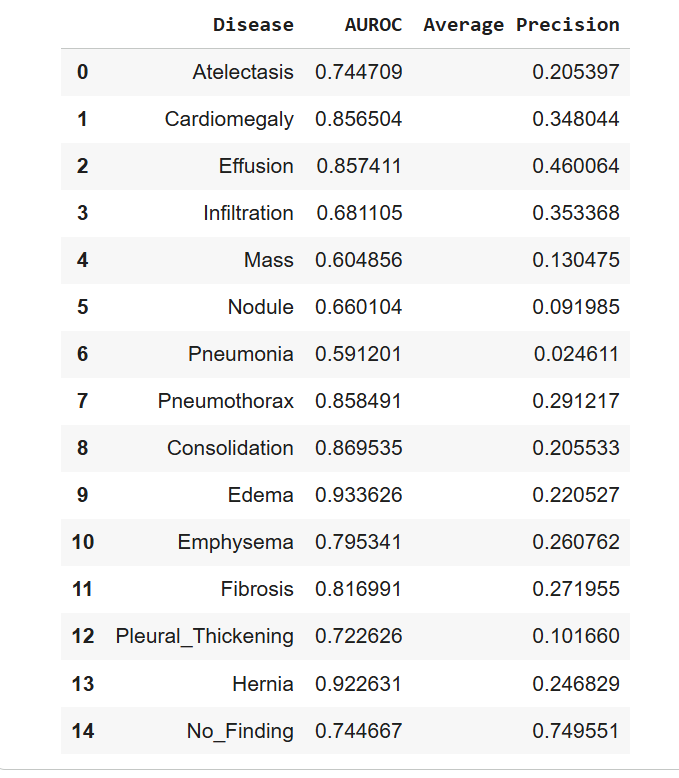 Disease AUROC Average Precision
0 Atelectasis 0.744709 0.205397
1 Cardiomegaly 0.856504 0.348044
2 Effusion 0.857411 0.460064
3 Infiltration 0.681105 0.353368
4 Mass 0.604856 0.130475
5 Nodule 0.660104 0.091985
6 Pneumonia 0.591201 0.024611
7 Pneumothorax 0.858491 0.291217
8 Consolidation 0.869535 0.205533
9 Edema 0.933626 0.220527
10 Emphysema 0.795341 0.260762
11 Fibrosis 0.816991 0.271955
12 Pleural_Thickening 0.722626 0.101660
13 Hernia 0.922631 0.246829
14 No_Finding 0.744667 0.749551